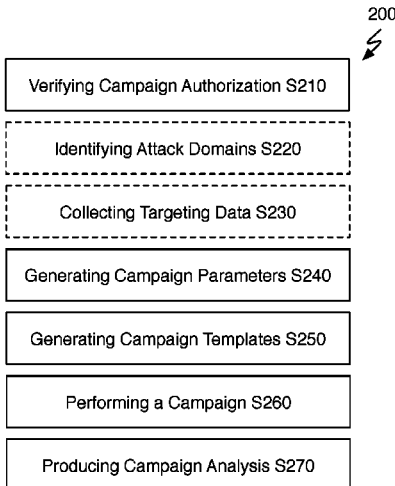 200
Verifying Campaign Authorization S210
Identifying Attack Domains S220
Collecting Targeting Data S230
Generating Campaign Parameters S240
Generating Campaign Templates S250
Performing a Campaign S260
Producing Campaign Analysis S270